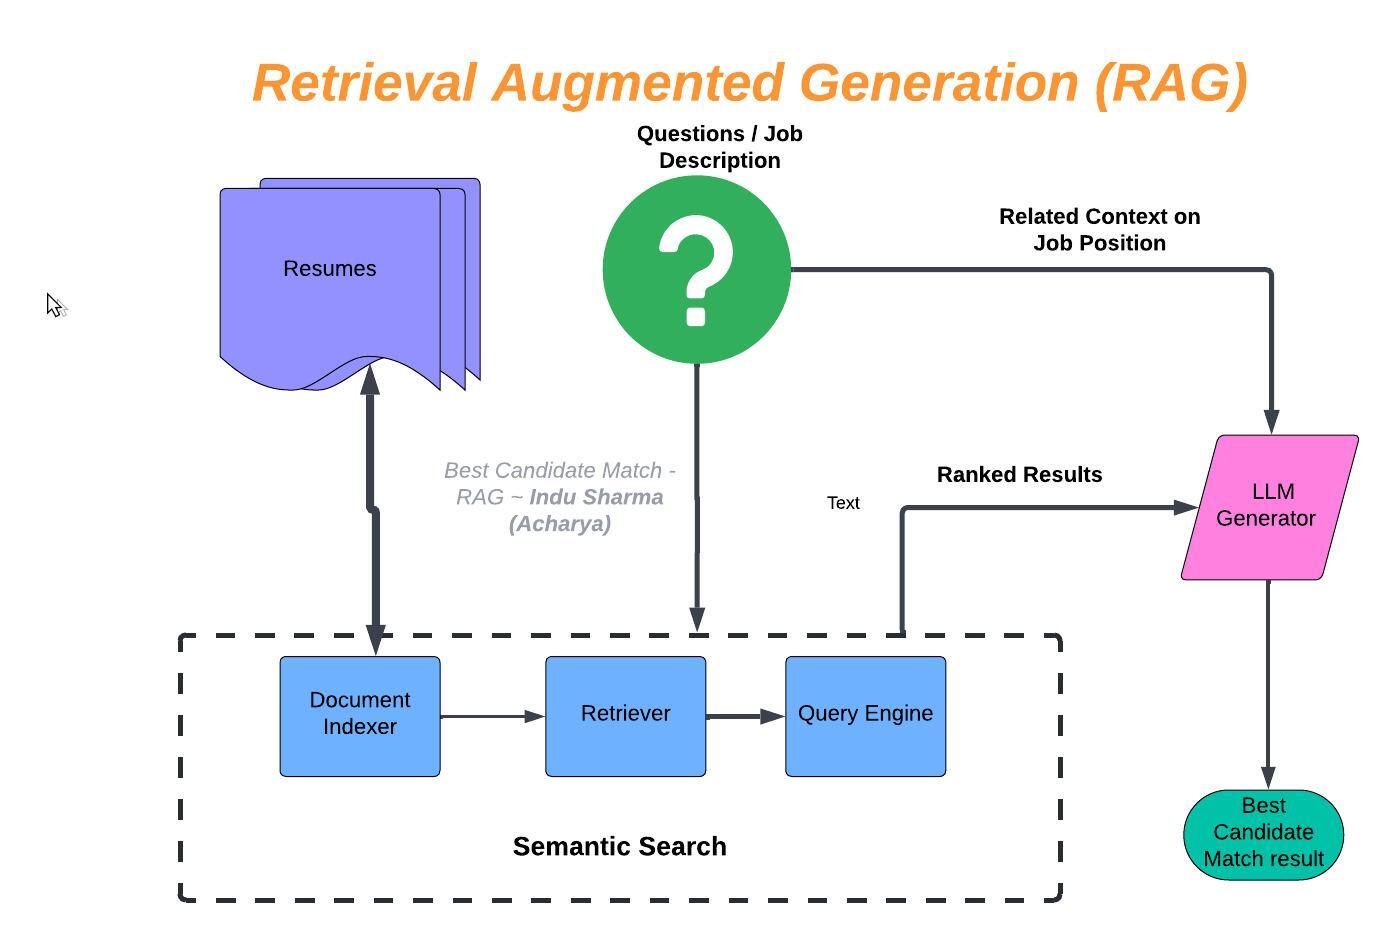 Retrieval Augmented Generation (RAG)
Questions / Job
Description
Resumes
Related Context on
Job Position
Best Candidate Match -
RAG ~ Indu Sharma
(Acharya)
Text
Ranked Results
LLM
Generator
Document
Indexer
Retriever
Query Engine
Semantic Search
Best
Candidate
Match result